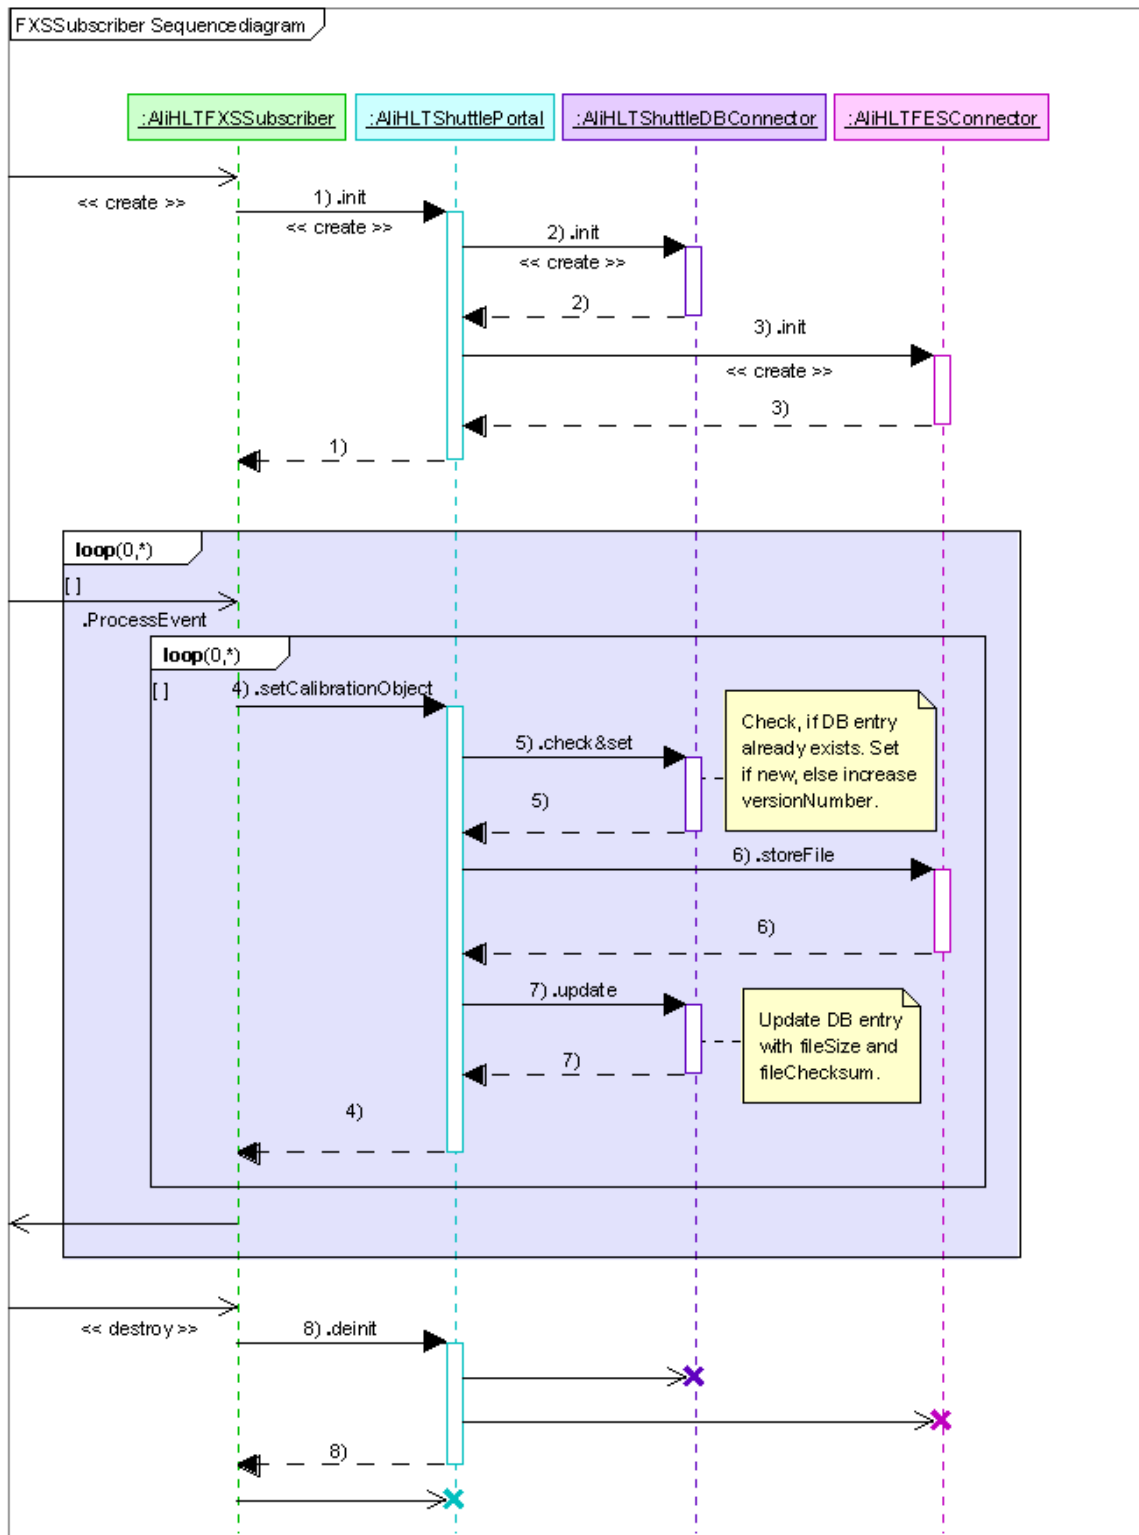 FXSSubscriber Sequencediagram
:AliHLTFXSSubscriber
:AliHLTShuttlePortal
:AliHLTShuttleDBConnector
:AliHLTFESConnector
<< create >>
1) .init
<< create >>
2) .init
<< create >>
2)
3) .init
<< create >>
3)
1)
loop(0,*)
[ ]
.ProcessEvent
loop(0,*)
[ ]
4) .setCalibrationObject
5) .check&set
Check, if DB entry
already exists. Set
if new, else increase
versionNumber.
5)
6) .storeFile
6)
7) .update
Update DB entry
with fileSize and
fileChecksum.
7)
4)
<< destroy >>
8) .deinit
8)